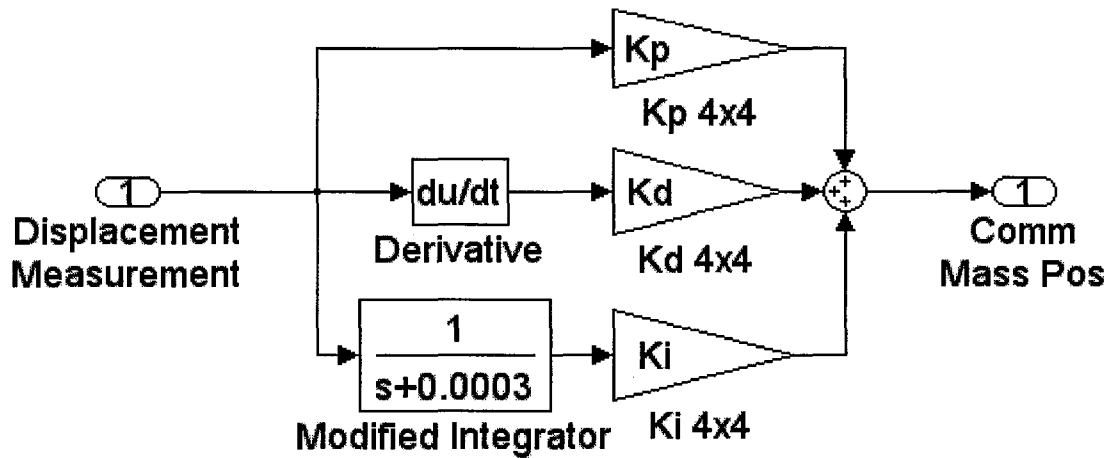 Kp
Kp 4x4
1
Displacement
Measurement
du/dt
Derivative
Kd
Kd 4x4
+
+
+
1
Comm
Mass Pos
1
s+0.0003
Modified Integrator
Ki
Ki 4x4